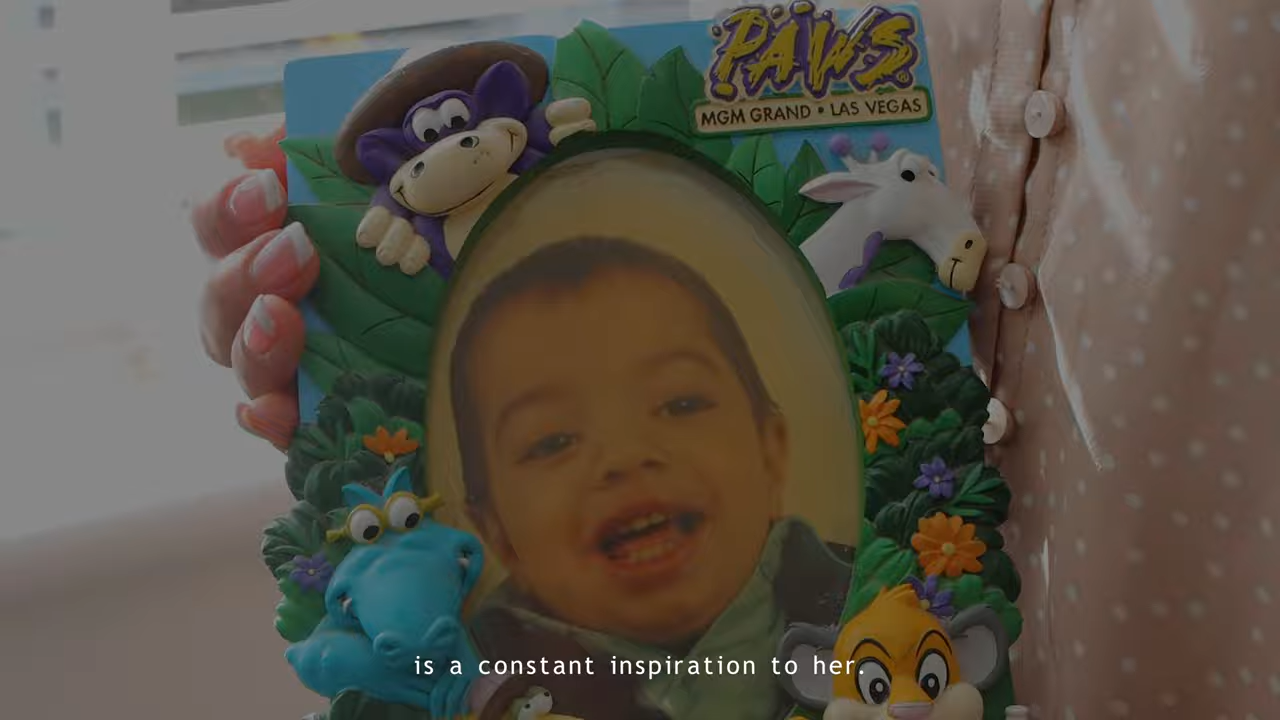 PAWS
MGM GRAND • LAS VEGAS
is a constant inspiration to her.